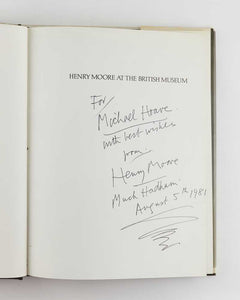 HENRY MOORE AT THE BRITISH MUSEUM
For
Michael Hoare
with best wishes
from
Henry Moore
Much Hadham.
August 5th 1981